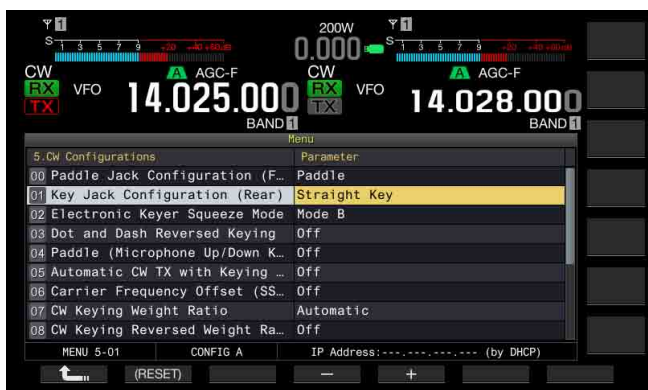 1 200W 1
S 1 3 5 7 9 +20 +40 +60dB 0.000 S 1 3 5 7 9 +20 +40 +60dB
CW A AGC-F CW A AGC-F
RX TX VFO 14.025.000 RX TX VFO 14.028.000
BAND 1 BAND 1
Menu
5.CW Configurations Parameter
00 Paddle Jack Configuration (F… Paddle
01 Key Jack Configuration (Rear) Straight Key
02 Electronic Keyer Squeeze Mode Mode B
03 Dot and Dash Reversed Keying Off
04 Paddle (Microphone Up/Down K… Off
05 Automatic CW TX with Keying … Off
06 Carrier Frequency Offset (SS… Off
07 CW Keying Weight Ratio Automatic
08 CW Keying Reversed Weight Ra… Off
MENU 5-01 CONFIG A IP Address:---.---.---.--- (by DHCP)
(RESET) − +